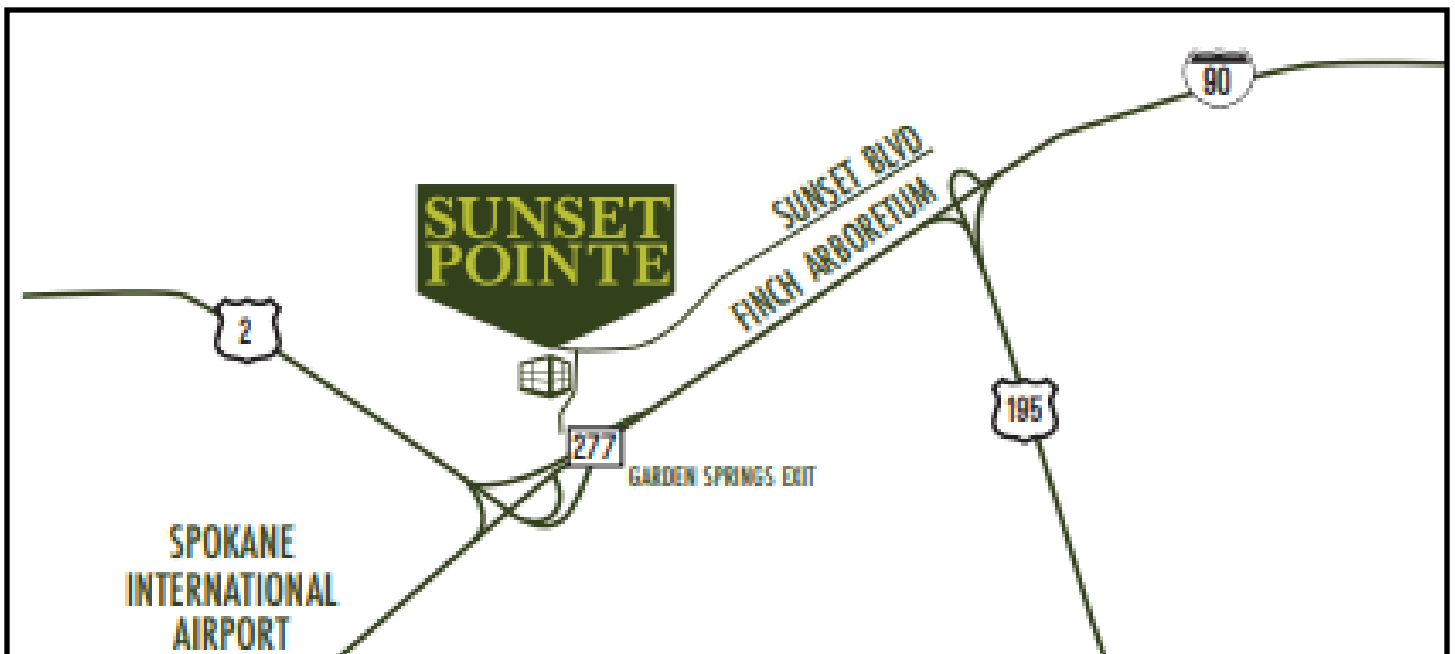 90
SUNSET BLVD
FINCH ARBORETUM
SUNSET
POINTE
2
195
277
GARDEN SPRINGS EXIT
SPOKANE
INTERNATIONAL
AIRPORT